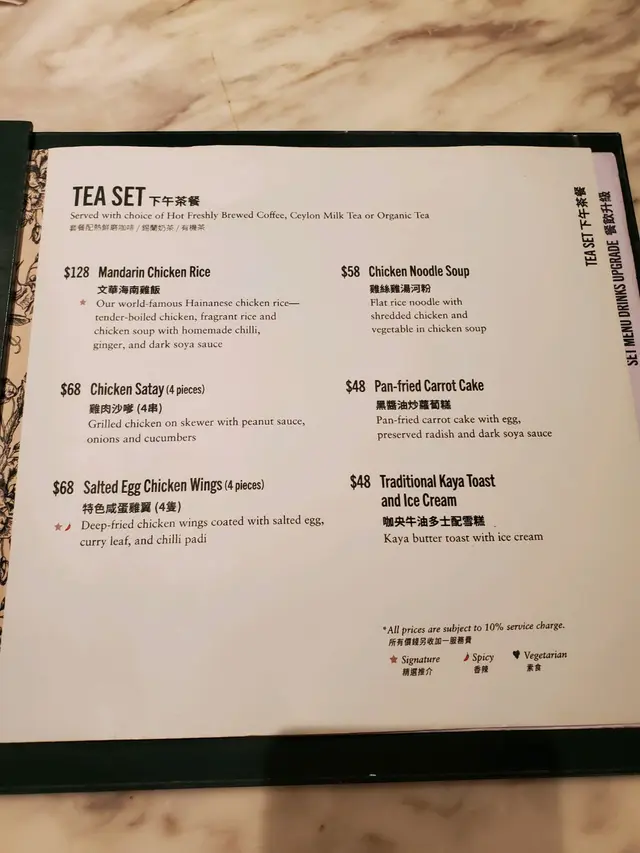 TEA SET 下午茶餐
Served with choice of Hot Freshly Brewed Coffee, Ceylon Milk Tea or Organic Tea
套餐配熱鮮磨咖啡 / 錫蘭奶茶 / 有機茶
$128 Mandarin Chicken Rice
文華海南雞飯
Our world-famous Hainanese chicken rice—
tender-boiled chicken, fragrant rice and
chicken soup with homemade chilli,
ginger, and dark soya sauce
$68 Chicken Satay (4 pieces)
雞肉沙嗲 (4串)
Grilled chicken on skewer with peanut sauce,
onions and cucumbers
$68 Salted Egg Chicken Wings (4 pieces)
特色咸蛋雞翼 (4隻)
Deep-fried chicken wings coated with salted egg,
curry leaf, and chilli padi
$58 Chicken Noodle Soup
雞絲雞湯河粉
Flat rice noodle with
shredded chicken and
vegetable in chicken soup
$48 Pan-fried Carrot Cake
黑醬油炒蘿蔔糕
Pan-fried carrot cake with egg,
preserved radish and dark soya sauce
$48 Traditional Kaya Toast
and Ice Cream
咖央牛油多士配雪糕
Kaya butter toast with ice cream
*All prices are subject to 10% service charge.
所有價錢另收加一服務費
Signature Spicy Vegetarian
精選推介 香辣 素食
TEA SET 下午茶餐
SET MENU DRINKS UPGRADE 餐飲升級